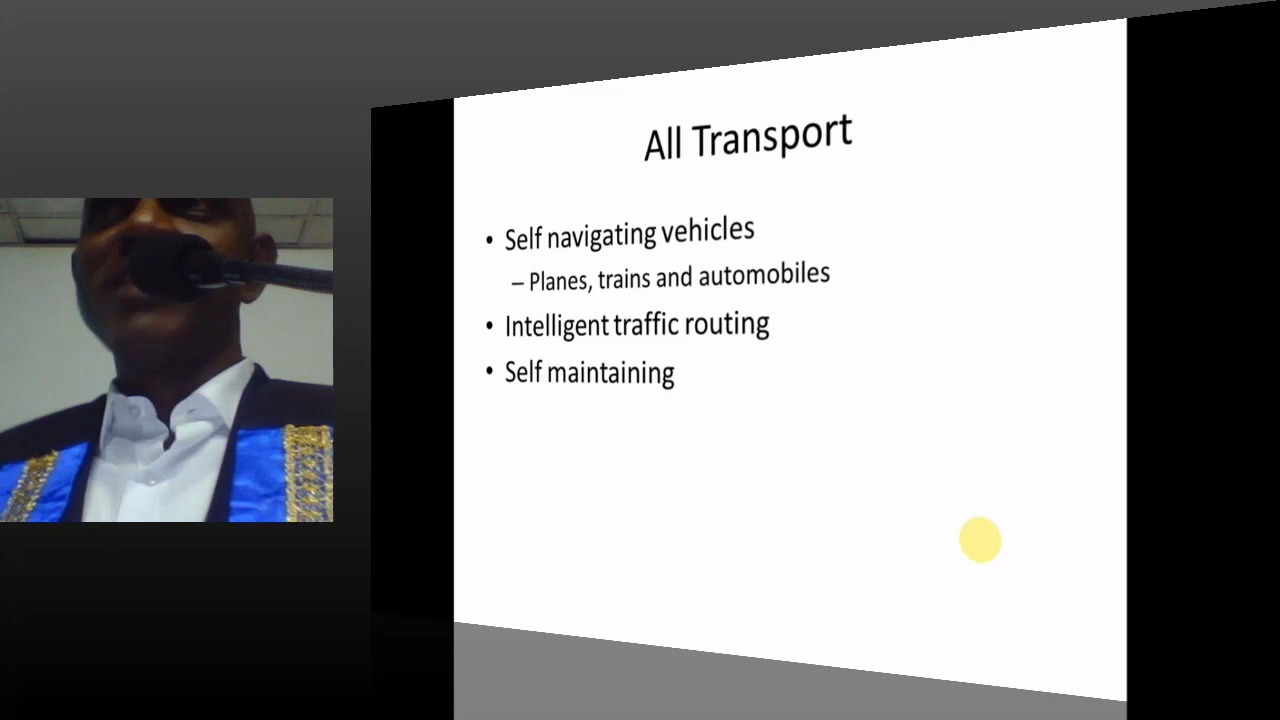 All Transport
• Self navigating vehicles
– Planes, trains and automobiles
• Intelligent traffic routing
• Self maintaining